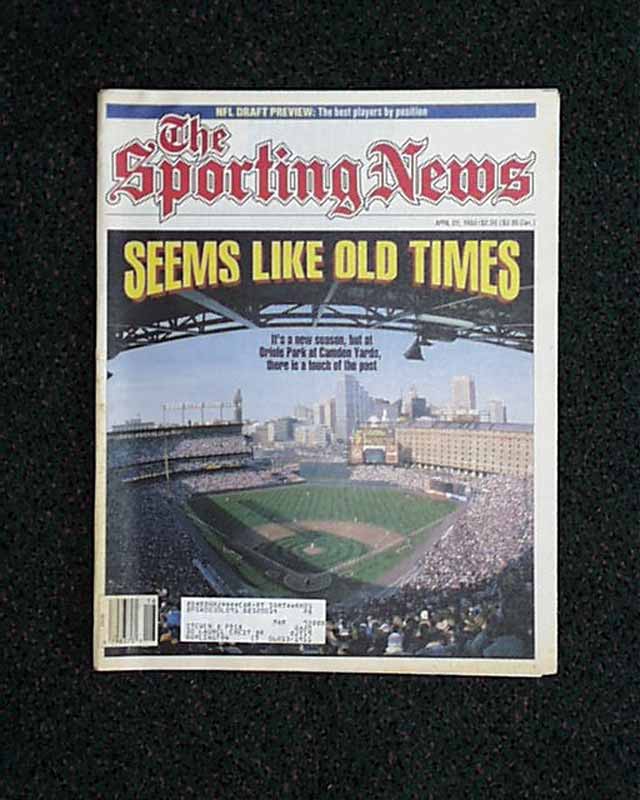 NFL DRAFT PREVIEW: The best players by position
The
Sporting News
APRIL
SEEMS LIKE OLD TIMES
It's a new season, but at
Oriole Park at Camden Yards,
there is a touch of the past